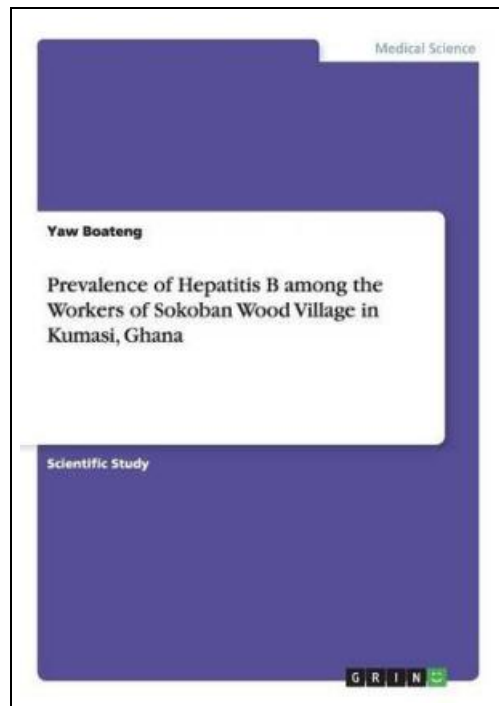 Medical Science
Yaw Boateng
Prevalence of Hepatitis B among the
Workers of Sokoban Wood Village in
Kumasi, Ghana
Scientific Study
GRIN